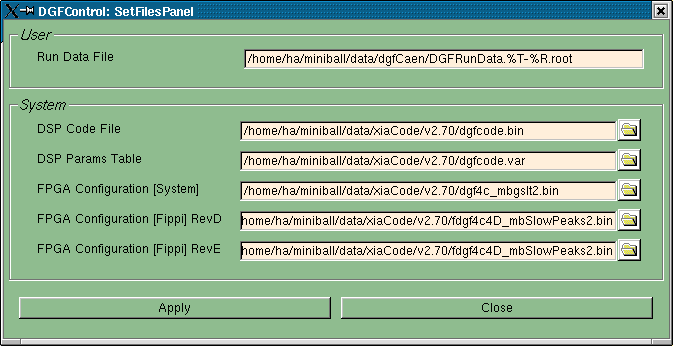 DGFControl: SetFilesPanel
User
Run Data File /home/ha/miniball/data/dgfCaen/DGFRunData.%T-%R.root
System
DSP Code File /home/ha/miniball/data/xiaCode/v2.70/dgfcode.bin
DSP Params Table /home/ha/miniball/data/xiaCode/v2.70/dgfcode.var
FPGA Configuration [System] /home/ha/miniball/data/xiaCode/v2.70/dgf4c_mbgslt2.bin
FPGA Configuration [Fippi] RevD home/ha/miniball/data/xiaCode/v2.70/fdgf4c4D_mbSlowPeaks2.bin
FPGA Configuration [Fippi] RevE home/ha/miniball/data/xiaCode/v2.70/fdgf4c4D_mbSlowPeaks2.bin
Apply Close